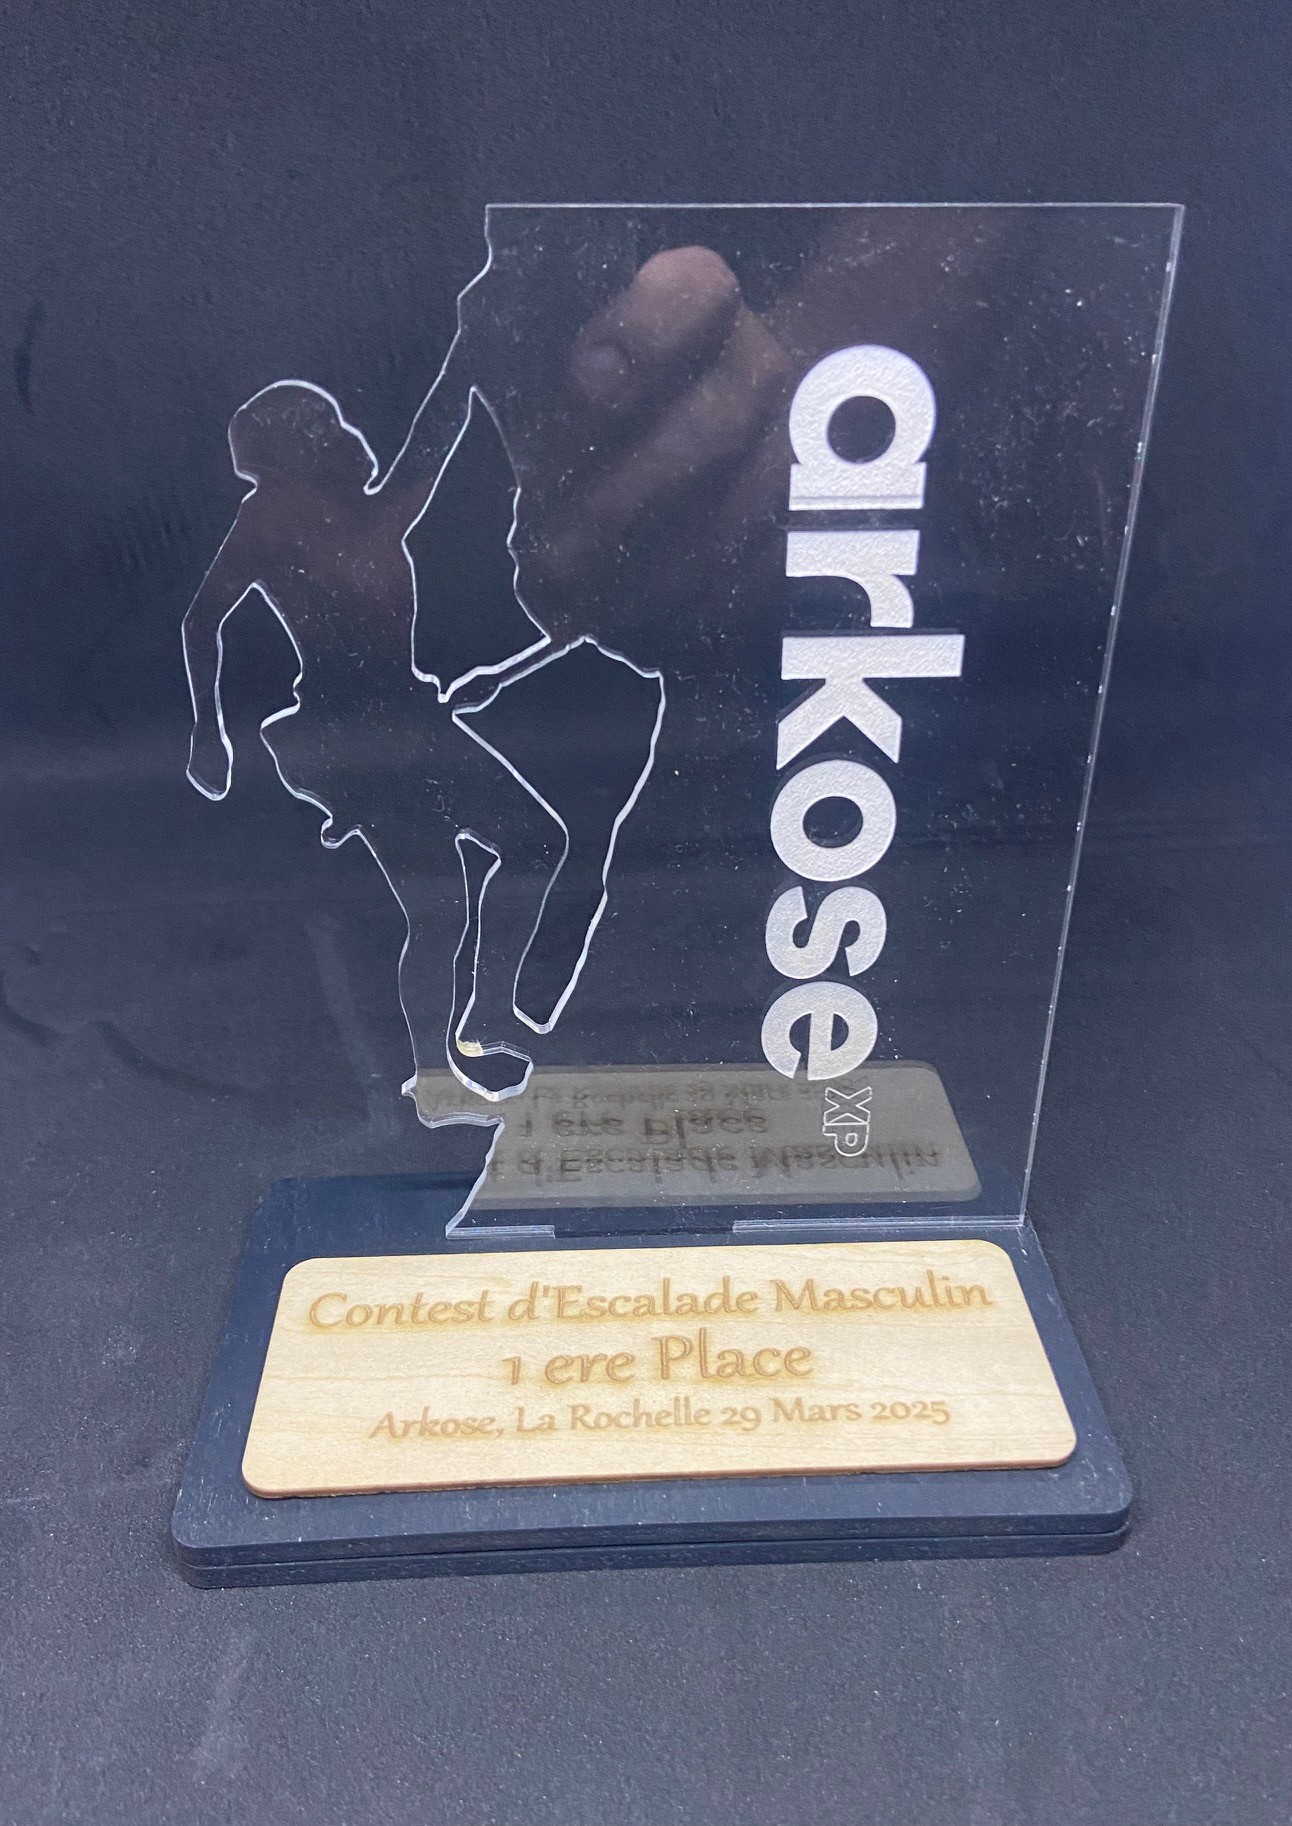 arkose
XP
Contest d'Escalade Masculin
1 ere Place
Arkose, La Rochelle 29 Mars 2025